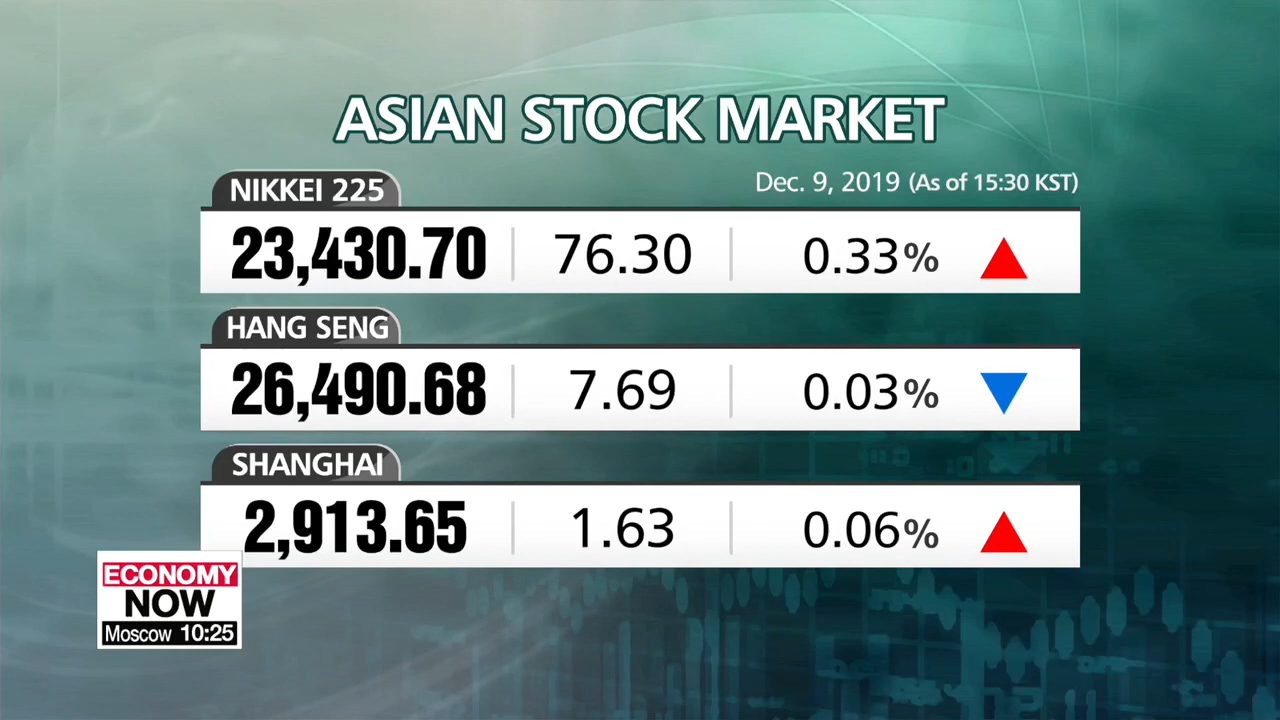 ASIAN STOCK MARKET
Dec. 9, 2019 (As of 15:30 KST)
NIKKEI 225
23,430.70 76.30 0.33% ▲
HANG SENG
26,490.68 7.69 0.03% ▼
SHANGHAI
2,913.65 1.63 0.06% ▲
ECONOMY
NOW
Moscow 10:25